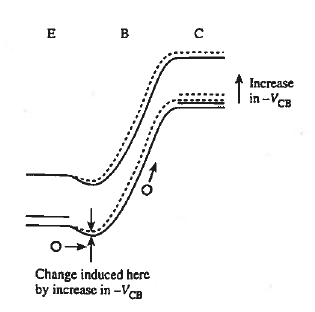 E B C
Increase
in –V_CB
Change induced here
by increase in –V_CB